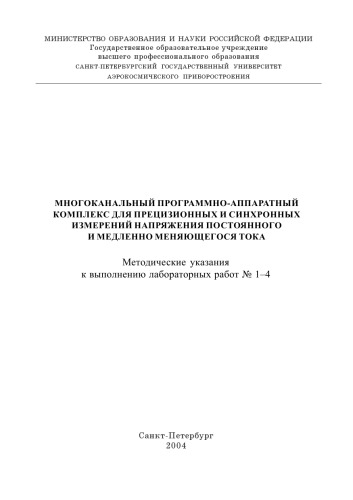 МИНИСТЕРСТВО ОБРАЗОВАНИЯ И НАУКИ РОССИЙСКОЙ ФЕДЕРАЦИИ
Государственное образовательное учреждение
высшего профессионального образования
САНКТ-ПЕТЕРБУРГСКИЙ ГОСУДАРСТВЕННЫЙ УНИВЕРСИТЕТ
АЭРОКОСМИЧЕСКОГО ПРИБОРОСТРОЕНИЯ
МНОГОКАНАЛЬНЫЙ ПРОГРАММНО-АППАРАТНЫЙ
КОМПЛЕКС ДЛЯ ПРЕЦИЗИОННЫХ И СИНХРОННЫХ
ИЗМЕРЕНИЙ НАПРЯЖЕНИЯ ПОСТОЯННОГО
И МЕДЛЕННО МЕНЯЮЩЕГОСЯ ТОКА
Методические указания
к выполнению лабораторных работ № 1–4
Санкт-Петербург
2004